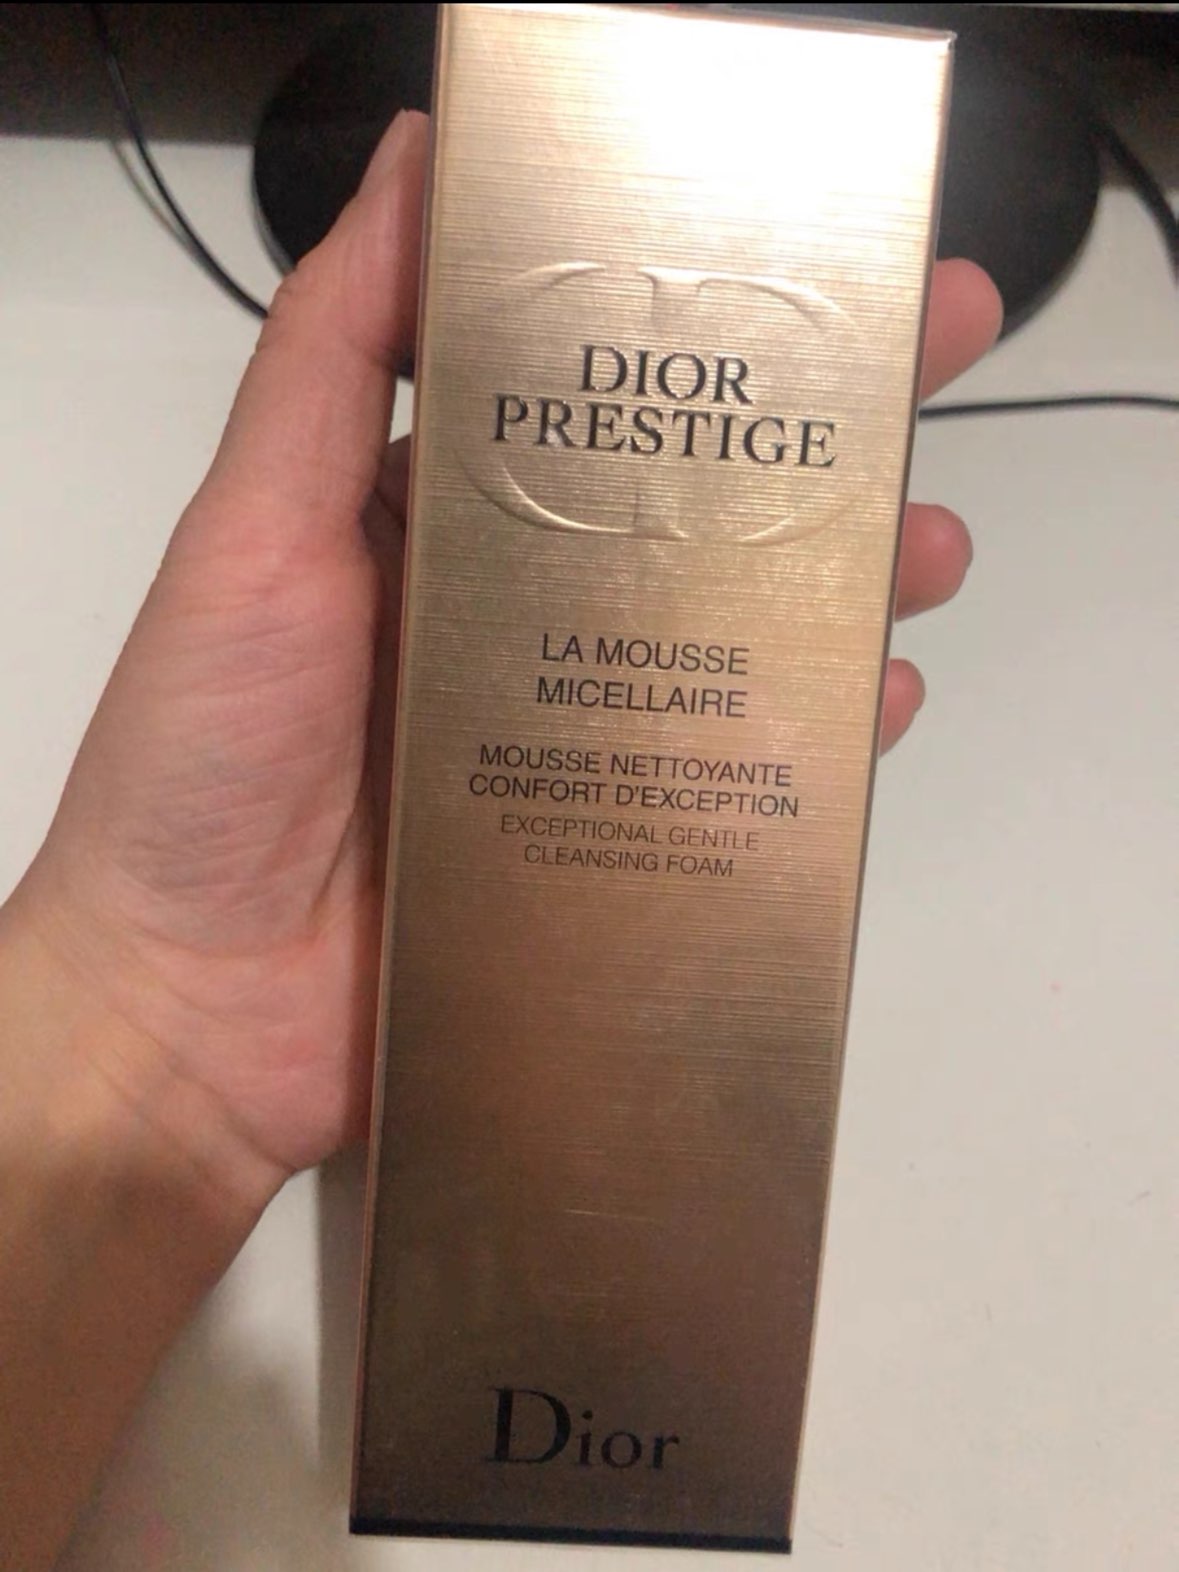 DIOR
PRESTIGE
LA MOUSSE
MICELLAIRE
MOUSSE NETTOYANTE
CONFORT D'EXCEPTION
EXCEPTIONAL GENTLE
CLEANSING FOAM
Dior